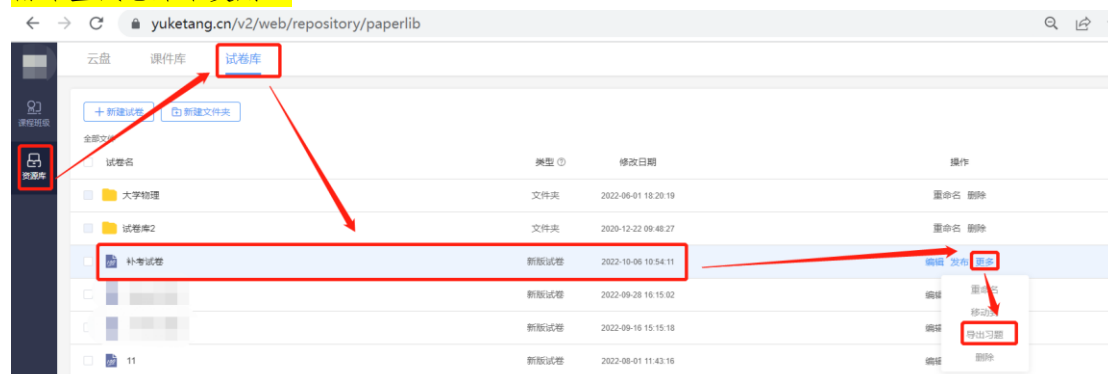 yuketang.cn/v2/web/repository/paperlib
云盘 课件库 试卷库
课程班级
资源库
+ 新建试卷 新建文件夹
试卷名 类型 修改日期 操作
大学物理 文件夹 2022-06-01 18:20:19 重命名 删除
试卷库2 文件夹 2020-12-22 09:48:27 重命名 删除
补考试卷 新版试卷 2022-10-06 10:54:11 编辑 发布 更多
新版试卷 2022-09-28 16:15:02
重命名
新版试卷 2022-09-16 15:15:18
导出习题
11 新版试卷 2022-08-01 11:43:16
删除